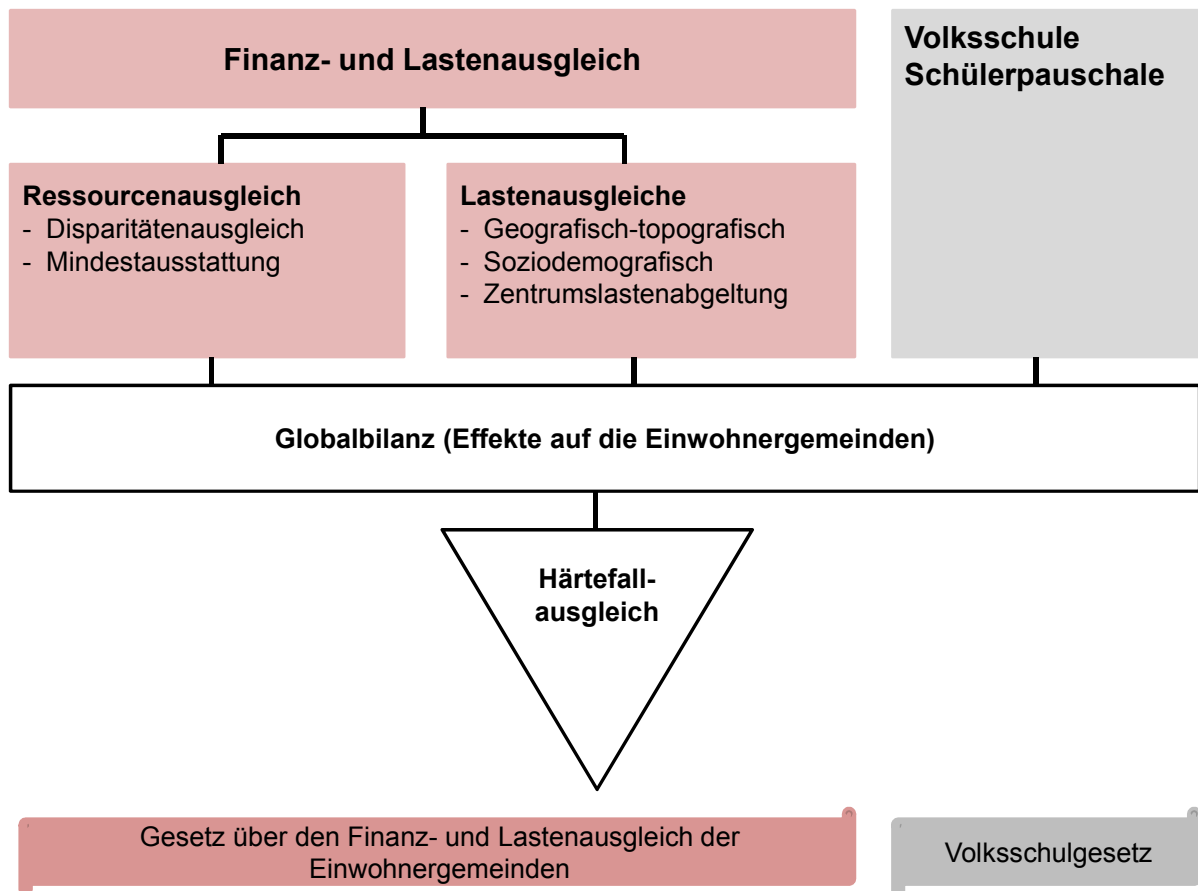 Finanz- und Lastenausgleich
Volksschule
Schülerpauschale
Ressourcenausgleich
- Disparitätenausgleich
- Mindestausstattung
Lastenausgleiche
- Geografisch-topografisch
- Soziodemografisch
- Zentrumslastenabgeltung
Globalbilanz (Effekte auf die Einwohnergemeinden)
Härtefall-
ausgleich
Gesetz über den Finanz- und Lastenausgleich der
Einwohnergemeinden
Volksschulgesetz